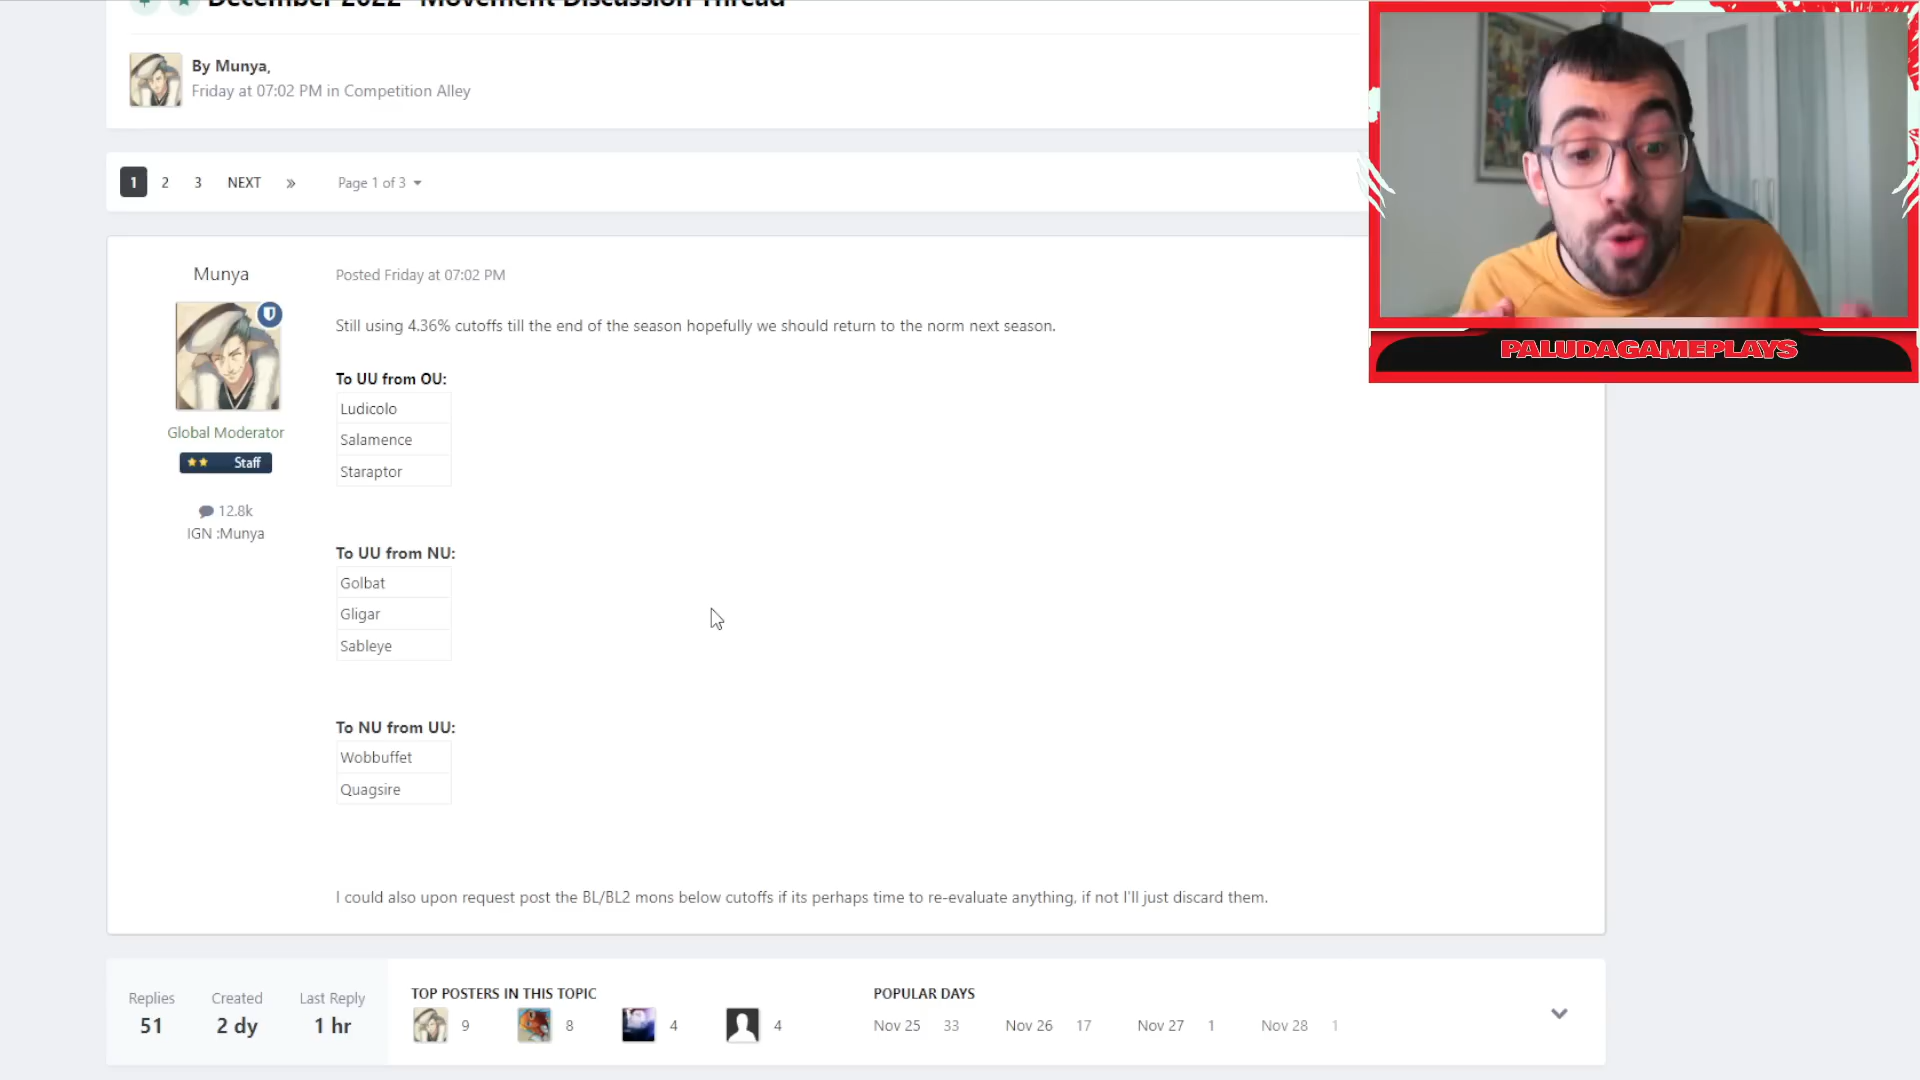 December 2022 - Movement Discussion Thread
By Munya,
Friday at 07:02 PM in Competition Alley
1 2 3 NEXT » Page 1 of 3
Munya
Posted Friday at 07:02 PM
Still using 4.36% cutoffs till the end of the season hopefully we should return to the norm next season.
To UU from OU:
Ludicolo
Salamence
Staraptor
Global Moderator
Staff
12.8k
IGN :Munya
To UU from NU:
Golbat
Gligar
Sableye
To NU from UU:
Wobbuffet
Quagsire
I could also upon request post the BL/BL2 mons below cutoffs if its perhaps time to re-evaluate anything, if not I'll just discard them.
Replies Created Last Reply
51 2 dy 1 hr
TOP POSTERS IN THIS TOPIC
9 8 4 4
POPULAR DAYS
Nov 25 33 Nov 26 17 Nov 27 1 Nov 28 1
PALUDAGAMEPLAYS